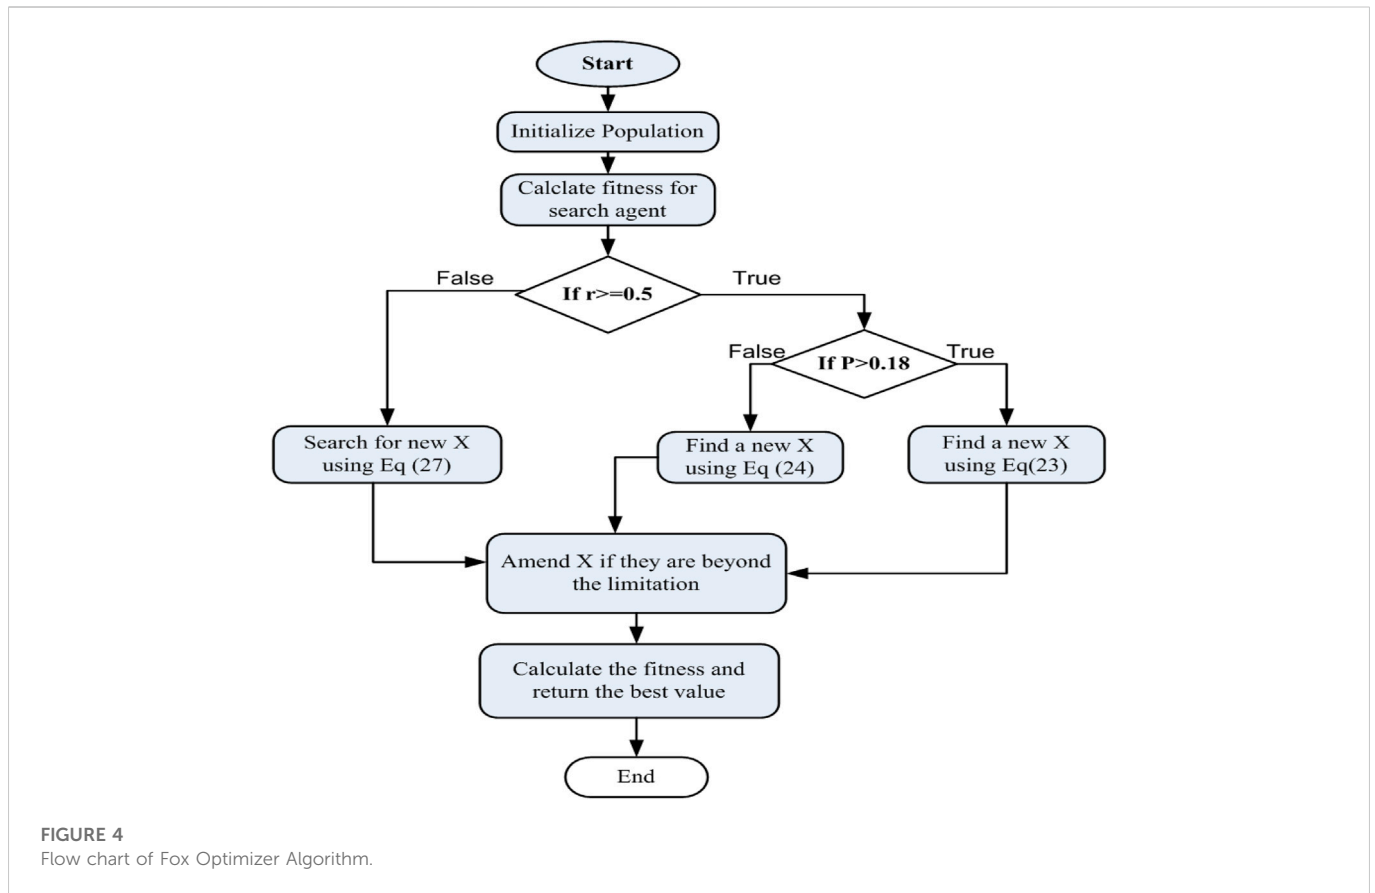 Start
Initialize Population
Calclate fitness for
search agent
False
True
If r>=0.5
False
True
If P>0.18
Search for new X
using Eq (27)
Find a new X
using Eq (24)
Find a new X
using Eq(23)
Amend X if they are beyond
the limitation
Calculate the fitness and
return the best value
End
FIGURE 4
Flow chart of Fox Optimizer Algorithm.